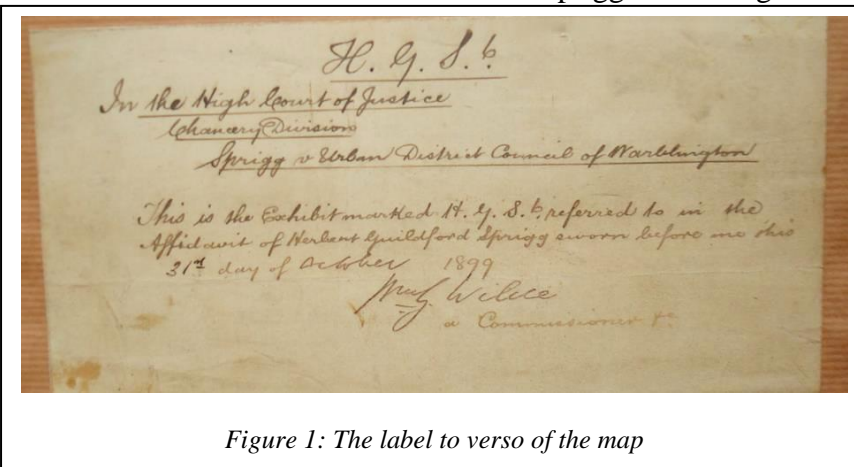 H. G. S. 6
In the High Court of Justice
Chancery Division
Sprigg v Urban District Council of Warblington
This is the Exhibit marked H. G. S. 6. referred to in the
Affidavit of Herbert Guildford Sprigg sworn before me this
31st day of October 1899
Wilkie
a Commissioner &c
Figure 1: The label to verso of the map